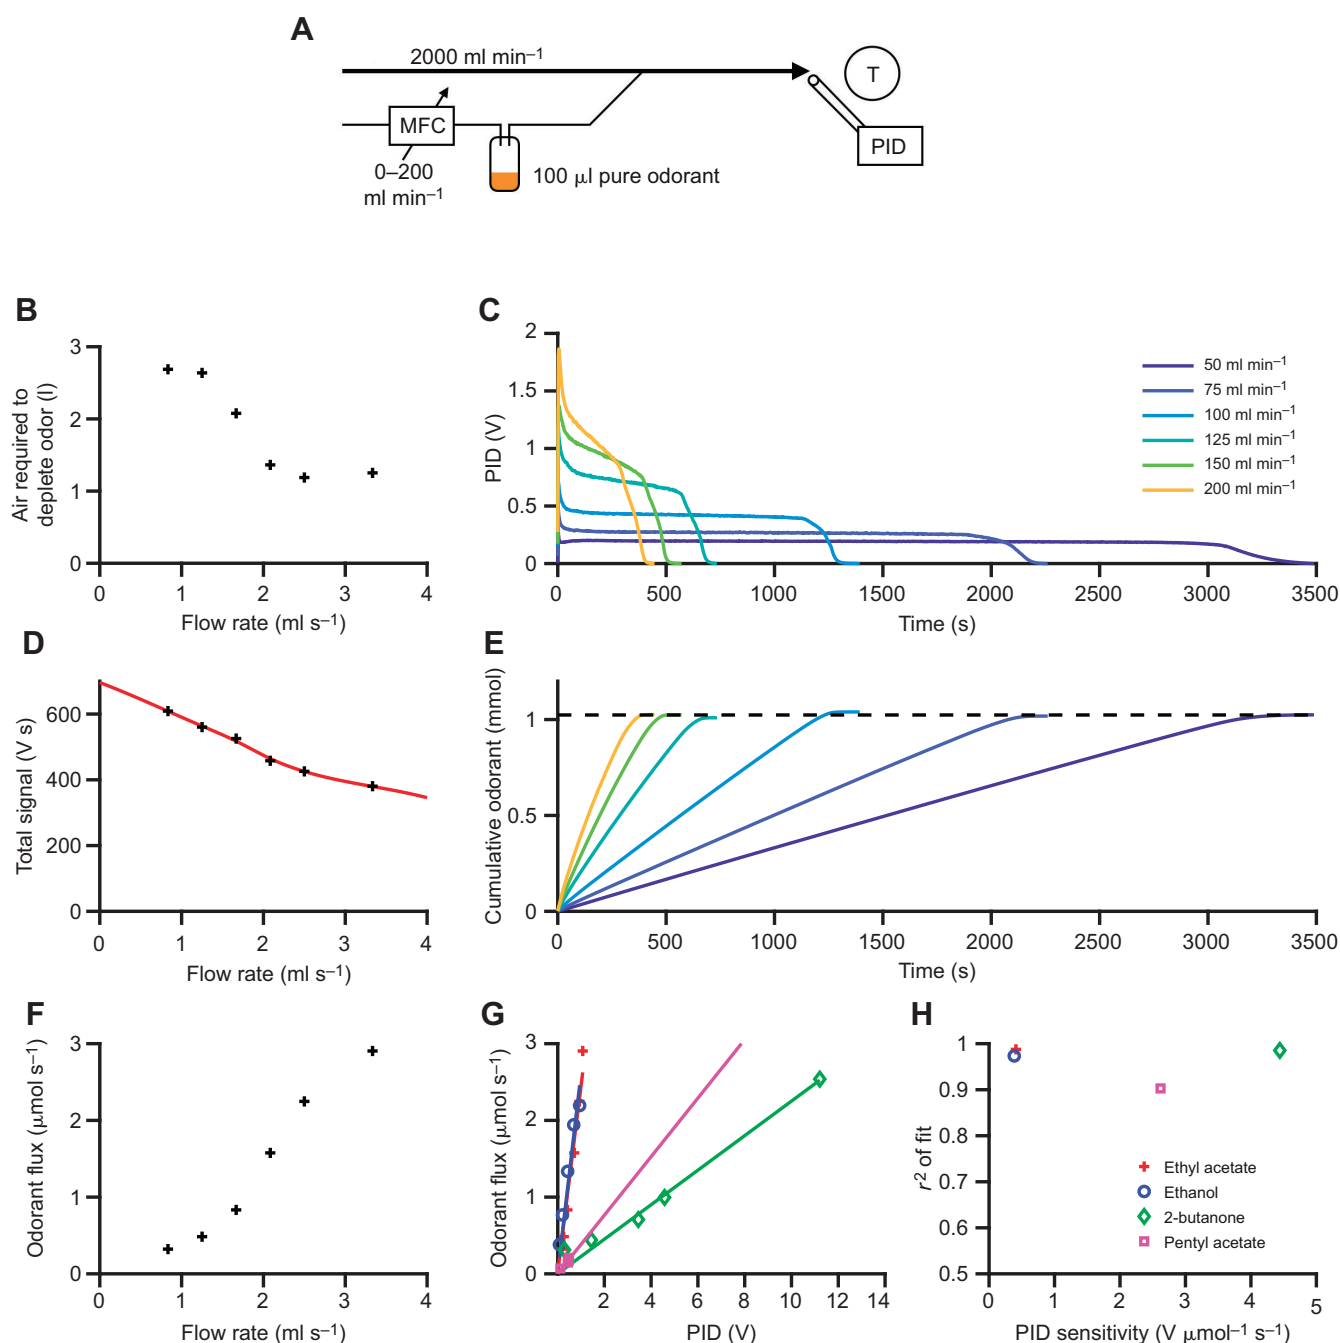 A
2000 ml min–1
MFC
0–200
ml min–1
100 μl pure odorant
T
PID
B
Air required to
deplete odor (l)
3
2
1
0
0 1 2 3 4
Flow rate (ml s–1)
C
PID (V)
2
1.5
1
0.5
0
0 500 1000 1500 2000 2500 3000 3500
Time (s)
50 ml min–1
75 ml min–1
100 ml min–1
125 ml min–1
150 ml min–1
200 ml min–1
D
Total signal (V s)
600
400
200
0
0 1 2 3 4
Flow rate (ml s–1)
E
Cumulative odorant (mmol)
1
0.5
0
0 500 1000 1500 2000 2500 3000 3500
Time (s)
F
Odorant flux (μmol s–1)
3
2
1
0
0 1 2 3 4
Flow rate (ml s–1)
G
Odorant flux (μmol s–1)
3
2
1
0
2 4 6 8 10 12 14
PID (V)
H
r2 of fit
1
0.9
0.8
0.7
0.6
0.5
0 1 2 3 4 5
PID sensitivity (V μmol–1 s–1)
Ethyl acetate
Ethanol
2-butanone
Pentyl acetate